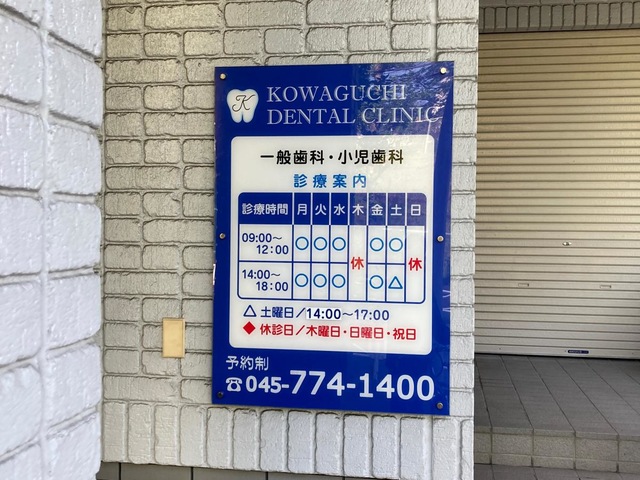 K
KOWAGUCHI
DENTAL CLINIC
一般歯科・小児歯科
診療案内
診療時間 月 火 水 木 金 土 日
09:00〜12:00 ○ ○ ○ 休 ○ ○ 休
14:00〜18:00 ○ ○ ○ ○ △
△ 土曜日/14:00〜17:00
◆ 休診日/木曜日・日曜日・祝日
予約制
☎045-774-1400